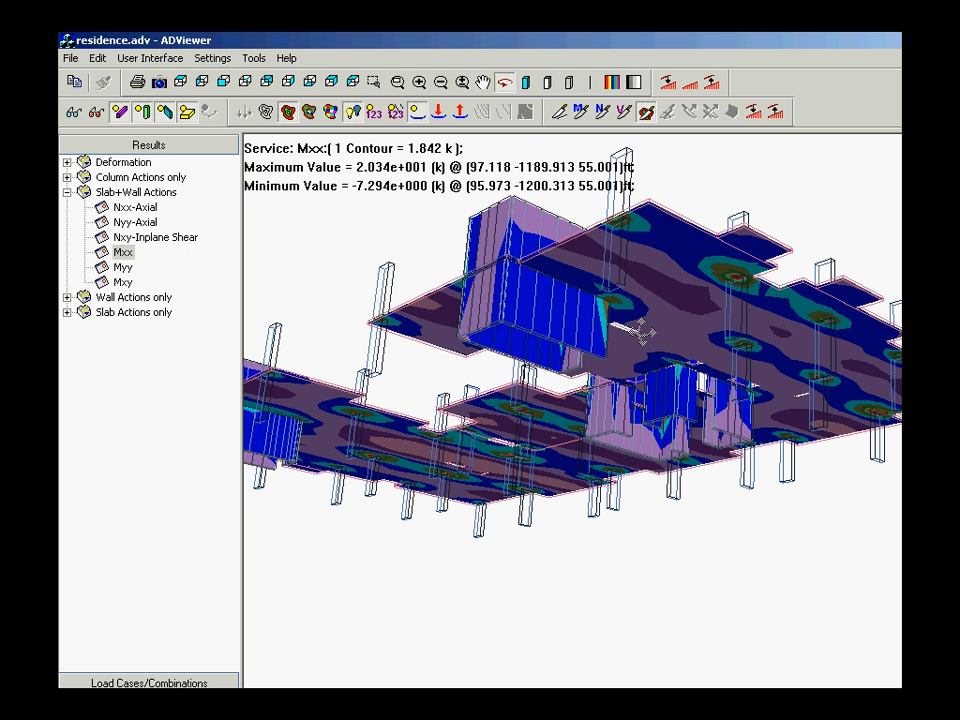 residence.adv - ADViewer
File Edit User Interface Settings Tools Help
123 123 M N V
Results
Deformation
Column Actions only
Slab+Wall Actions
Nxx-Axial
Nyy-Axial
Nxy-Inplane Shear
Mxx
Myy
Mxy
Wall Actions only
Slab Actions only
Load Cases/Combinations
Service: Mxx:( 1 Contour = 1.842 k );
Maximum Value = 2.034e+001 (k) @ (97.118 -1189.913 55.001)ft;
Minimum Value = -7.294e+000 (k) @ (95.973 -1200.313 55.001)ft;